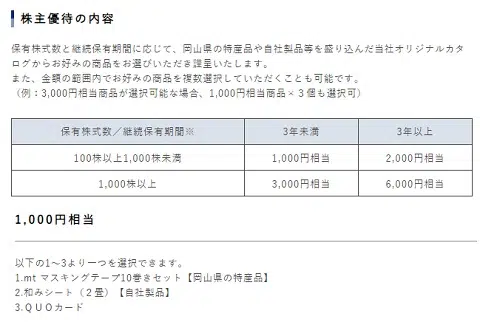 株主優待の内容
保有株式数と継続保有期間に応じて、岡山県の特産品や自社製品等を盛り込んだ当社オリジナルカタ
ログからお好みの商品をお選びいただき謹呈いたします。
また、金額の範囲内でお好みの商品を複数選択していただくことも可能です。
（例：3,000円相当商品が選択可能な場合、1,000円相当商品×３個も選択可）
保有株式数／継続保有期間※ 3年未満 3年以上
100株以上1,000株未満 1,000円相当 2,000円相当
1,000株以上 3,000円相当 6,000円相当
1,000円相当
以下の1～3より一つを選択できます。
1.mt マスキングテープ10巻きセット【岡山県の特産品】
2.和みシート（２畳）【自社製品】
3.ＱＵＯカード